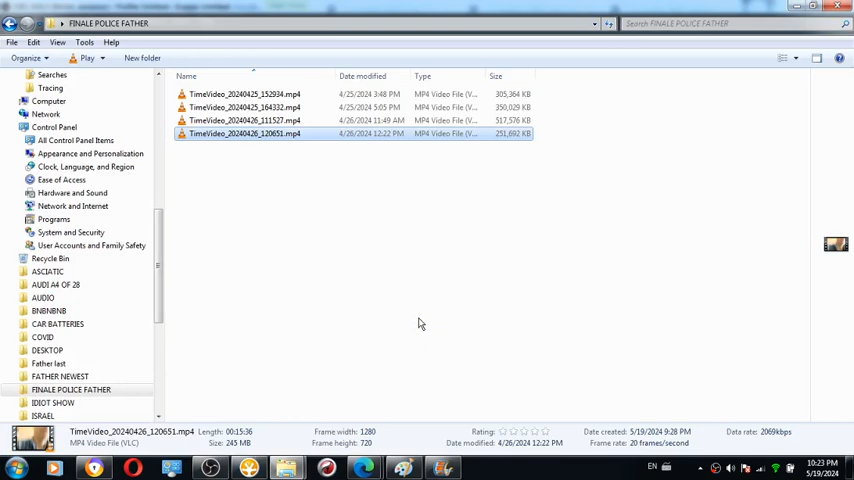 FINALE POLICE FATHER
Search FINALE POLICE FATHER
File Edit View Tools Help
Organize Play New folder
Name Date modified Type Size
TimeVideo_20240425_152934.mp4 4/25/2024 3:48 PM MP4 Video File (V... 305,364 KB
TimeVideo_20240425_164332.mp4 4/25/2024 5:05 PM MP4 Video File (V... 350,029 KB
TimeVideo_20240426_111527.mp4 4/26/2024 11:49 AM MP4 Video File (V... 517,576 KB
TimeVideo_20240426_120651.mp4 4/26/2024 12:22 PM MP4 Video File (V... 251,692 KB
Searches
Tracing
Computer
Network
Control Panel
All Control Panel Items
Appearance and Personalization
Clock, Language, and Region
Ease of Access
Hardware and Sound
Network and Internet
Programs
System and Security
User Accounts and Family Safety
Recycle Bin
ASCIATIC
AUDI A4 OF 28
AUDIO
BNBNBNB
CAR BATTERIES
COVID
DESKTOP
Father last
FATHER NEWEST
FINALE POLICE FATHER
IDIOT SHOW
ISRAEL
TimeVideo_20240426_120651.mp4 Length: 00:15:36 Frame width: 1280 Rating: Date created: 5/19/2024 9:28 PM Data rate: 2069kbps
MP4 Video File (VLC) Size: 245 MB Frame height: 720 Date modified: 4/26/2024 12:22 PM Frame rate: 20 frames/second
EN 10:23 PM
5/19/2024